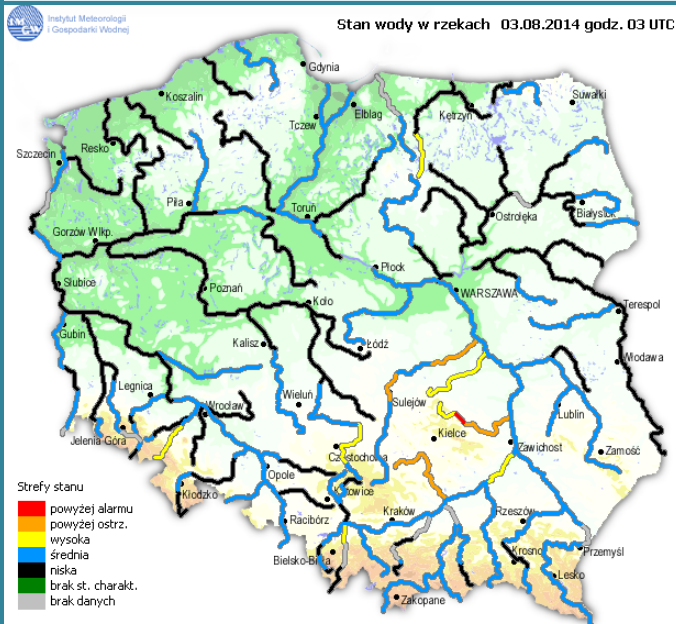 Instytut Meteorologii
i Gospodarki Wodnej
Stan wody w rzekach 03.08.2014 godz. 03 UTC
Gdynia
Koszalin
Suwałki
Tczew
Elbląg
Kętrzyn
Resko
Szczecin
Piła
Toruń
Ostrołęka
Białystok
Gorzów Wlkp.
Płock
Słubice
Poznań
Koło
WARSZAWA
Terespol
Gubin
Kalisz
Łódź
Włodawa
Legnica
Wieluń
Sulejów
Wrocław
Lublin
Jelenia Góra
Kielce
Częstochowa
Zawichost
Zamość
Opole
Kłodzko
Katowice
Racibórz
Kraków
Rzeszów
Bielsko-Biała
Krosno
Przemyśl
Lesko
Zakopane
Strefy stanu
powyżej alarmu
powyżej ostrz.
wysoka
średnia
niska
brak st. charakt.
brak danych